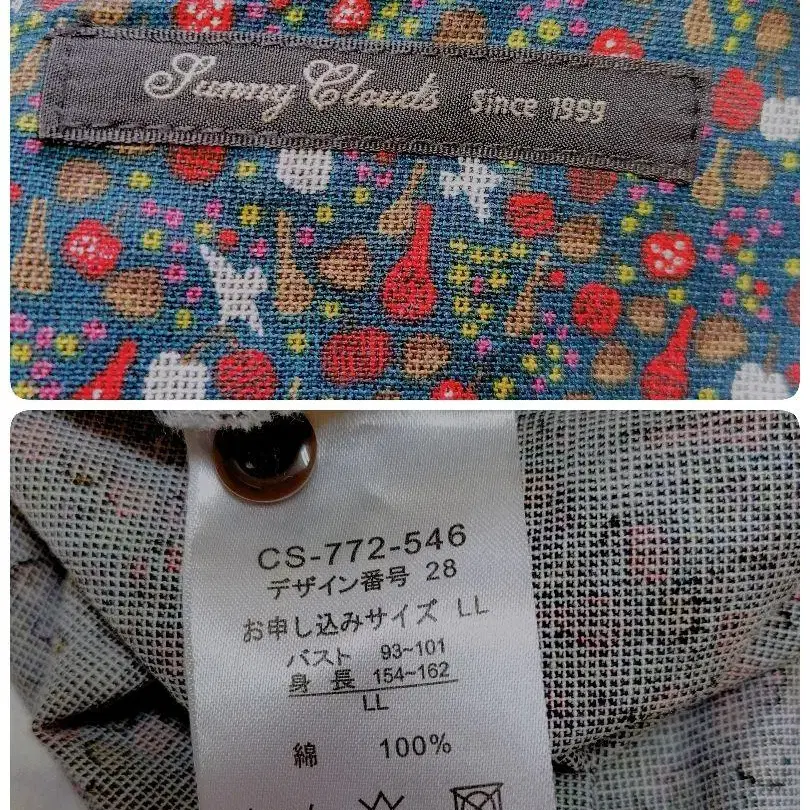 Sunny Clouds Since 1999
CS-772-546
デザイン番号 28
お申し込みサイズ LL
バスト 93~101
身長 154~162
LL
綿 100%